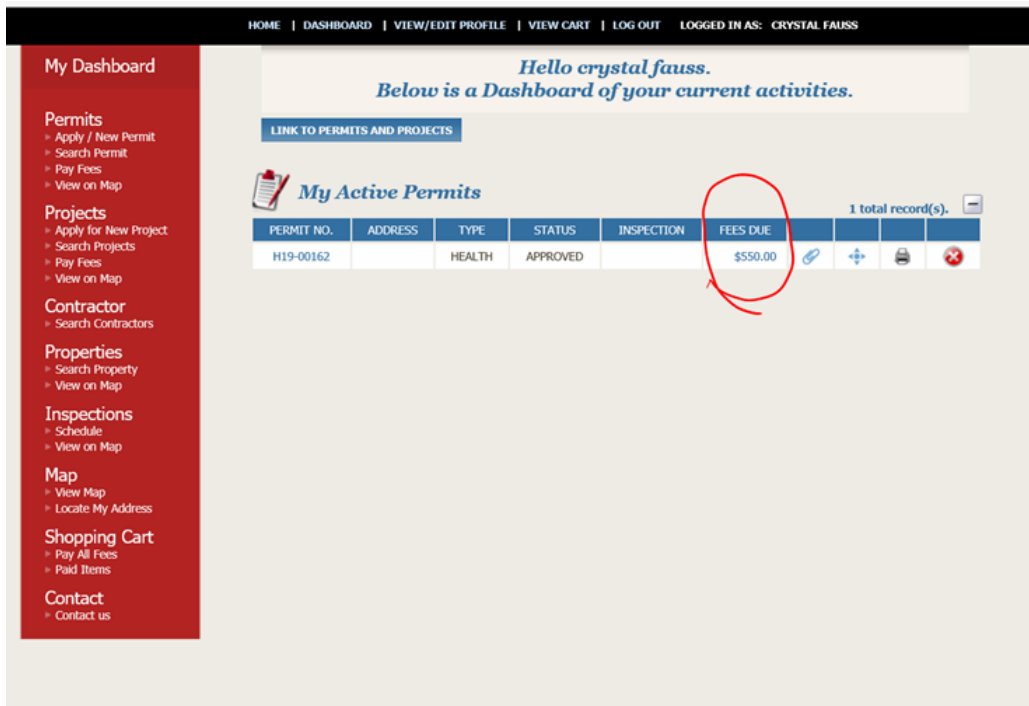 HOME | DASHBOARD | VIEW/EDIT PROFILE | VIEW CART | LOG OUT LOGGED IN AS: CRYSTAL FAUSS
My Dashboard
Permits
Apply / New Permit
Search Permit
Pay Fees
View on Map
Projects
Apply for New Project
Search Projects
Pay Fees
View on Map
Contractor
Search Contractors
Properties
Search Property
View on Map
Inspections
Schedule
View on Map
Map
View Map
Locate My Address
Shopping Cart
Pay All Fees
Paid Items
Contact
Contact us
Hello crystal fauss.
Below is a Dashboard of your current activities.
LINK TO PERMITS AND PROJECTS
My Active Permits
1 total record(s).
PERMIT NO. ADDRESS TYPE STATUS INSPECTION FEES DUE
H19-00162 HEALTH APPROVED $550.00